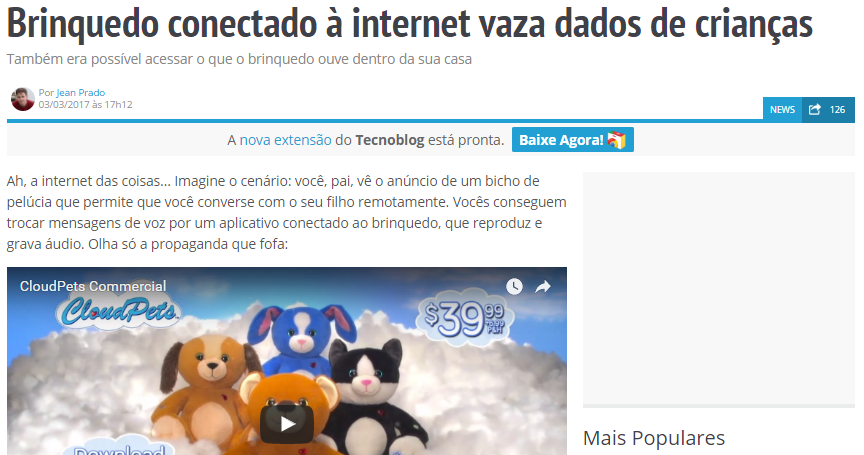 Brinquedo conectado à internet vaza dados de crianças
Também era possível acessar o que o brinquedo ouve dentro da sua casa
Por Jean Prado
03/03/2017 às 17h12
NEWS 126
A nova extensão do Tecnoblog está pronta. Baixe Agora!
Ah, a internet das coisas... Imagine o cenário: você, pai, vê o anúncio de um bicho de
pelúcia que permite que você converse com o seu filho remotamente. Vocês conseguem
trocar mensagens de voz por um aplicativo conectado ao brinquedo, que reproduz e
grava áudio. Olha só a propaganda que fofa:
CloudPets Commercial
CloudPets
$39.99
Download
Mais Populares